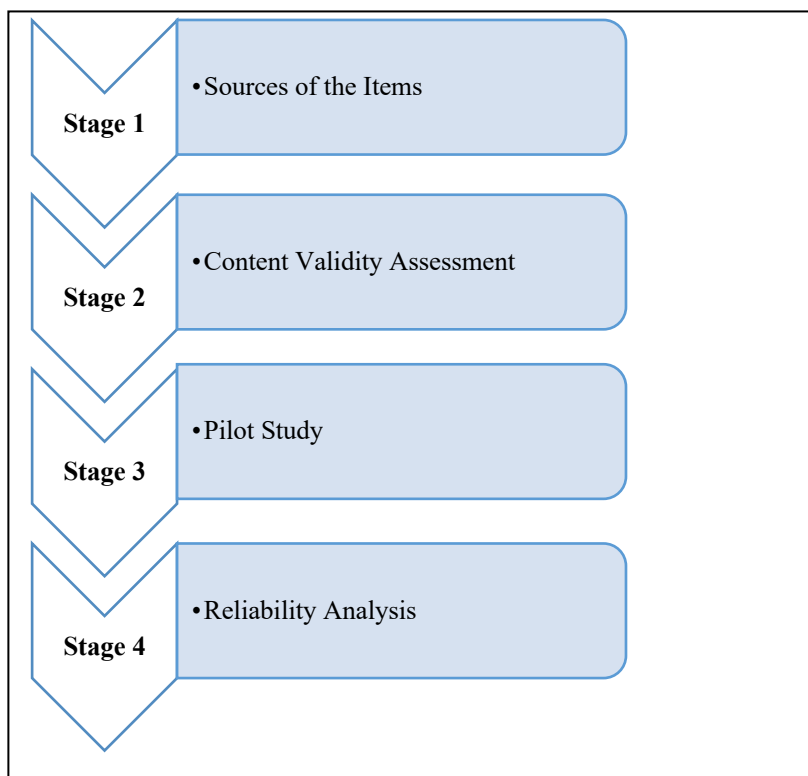 Stage 1
•Sources of the Items
Stage 2
•Content Validity Assessment
Stage 3
•Pilot Study
Stage 4
•Reliability Analysis